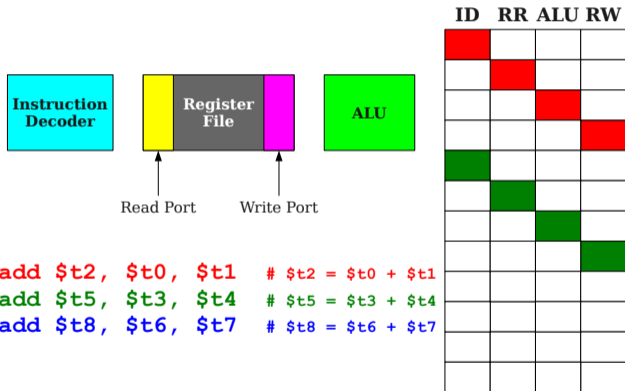 ID RR ALU RW
Instruction
Decoder
Register
File
ALU
Read Port
Write Port
add $t2, $t0, $t1 # $t2 = $t0 + $t1
add $t5, $t3, $t4 # $t5 = $t3 + $t4
add $t8, $t6, $t7 # $t8 = $t6 + $t7